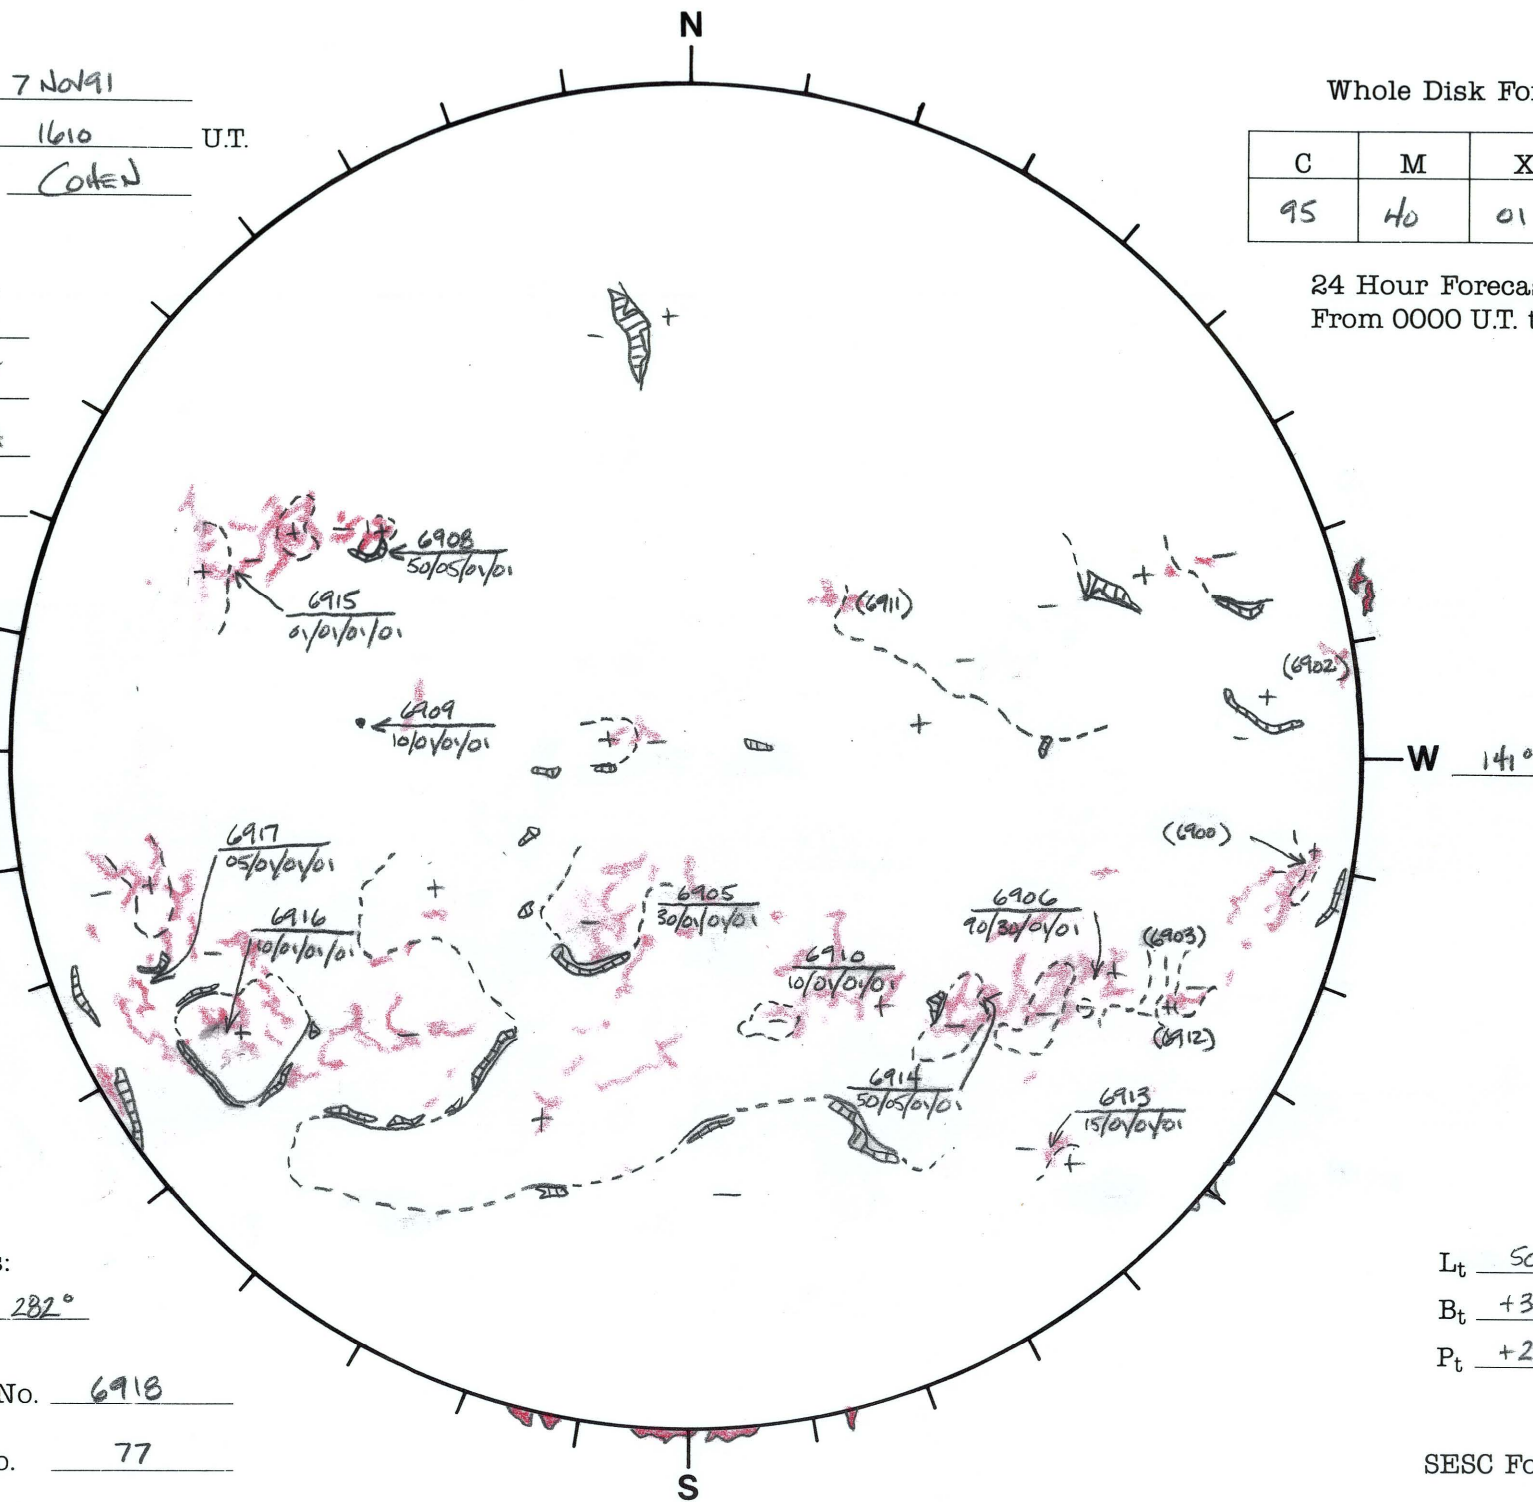 N
7 NOV 91
1610 U.T.
COHEN
Whole Disk Fo
C M X
95 40 01
24 Hour Foreca
From 0000 U.T. t
+
-
6908
50/05/01/01
6915
01/01/01/01
(6911)
(6902)
6909
10/01/01/01
W 141°
6917
05/01/01/01
(6900)
6916
10/01/01/01
6905
30/01/01/01
6906
90/30/01/01
(6903)
6910
10/01/01/01
(6912)
6914
50/05/01/01
6913
15/01/01/01
s:
282°
Lt 50
Bt +3
Pt +2
No. 6918
77
SESC Fo
S